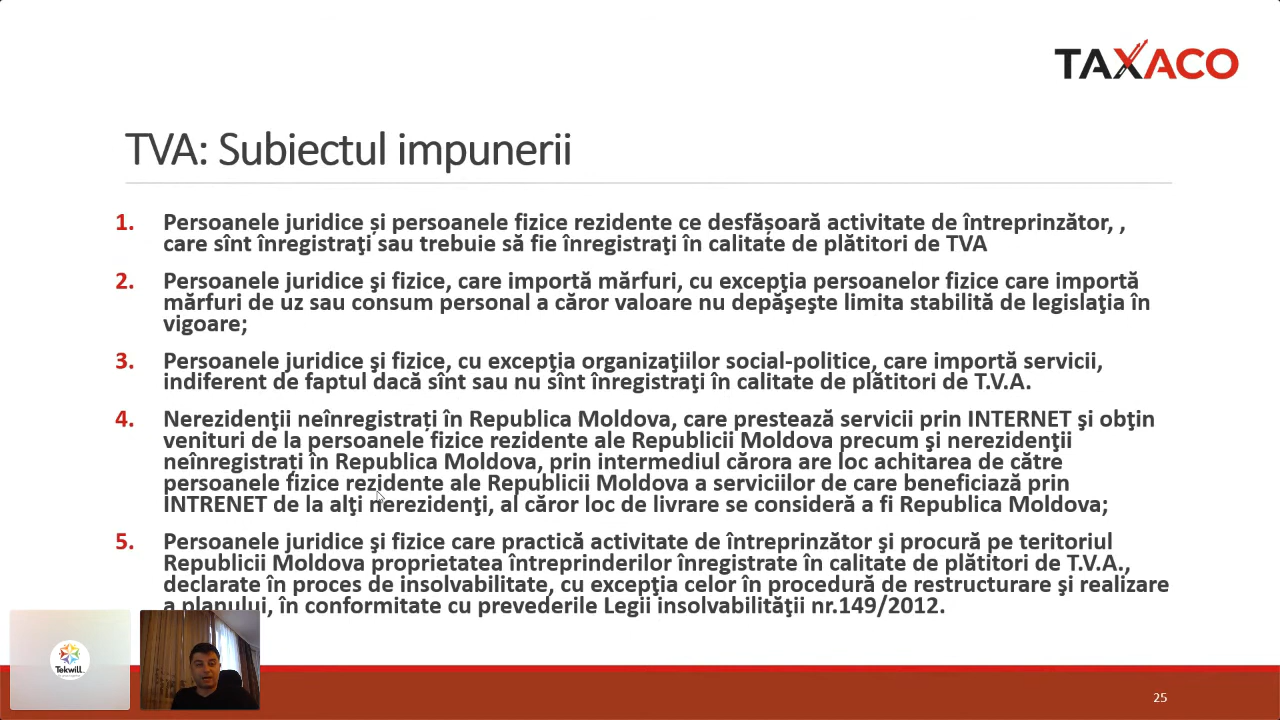 TAXACO
TVA: Subiectul impunerii
1. Persoanele juridice și persoanele fizice rezidente ce desfășoară activitate de întreprinzător, ,
care sînt înregistraţi sau trebuie să fie înregistraţi în calitate de plătitori de TVA
2. Persoanele juridice şi fizice, care importă mărfuri, cu excepţia persoanelor fizice care importă
mărfuri de uz sau consum personal a căror valoare nu depăşeşte limita stabilită de legislaţia în
vigoare;
3. Persoanele juridice şi fizice, cu excepţia organizaţiilor social-politice, care importă servicii,
indiferent de faptul dacă sînt sau nu sînt înregistraţi în calitate de plătitori de T.V.A.
4. Nerezidenţii neînregistrați în Republica Moldova, care prestează servicii prin INTERNET şi obţin
venituri de la persoanele fizice rezidente ale Republicii Moldova precum şi nerezidenţii
neînregistrați în Republica Moldova, prin intermediul cărora are loc achitarea de către
persoanele fizice rezidente ale Republicii Moldova a serviciilor de care beneficiază prin
INTRENET de la alţi nerezidenţi, al căror loc de livrare se consideră a fi Republica Moldova;
5. Persoanele juridice şi fizice care practică activitate de întreprinzător şi procură pe teritoriul
Republicii Moldova proprietatea întreprinderilor înregistrate în calitate de plătitori de T.V.A.,
declarate în proces de insolvabilitate, cu excepţia celor în procedură de restructurare şi realizare
a planului, în conformitate cu prevederile Legii insolvabilităţii nr.149/2012.
Tekwill
25